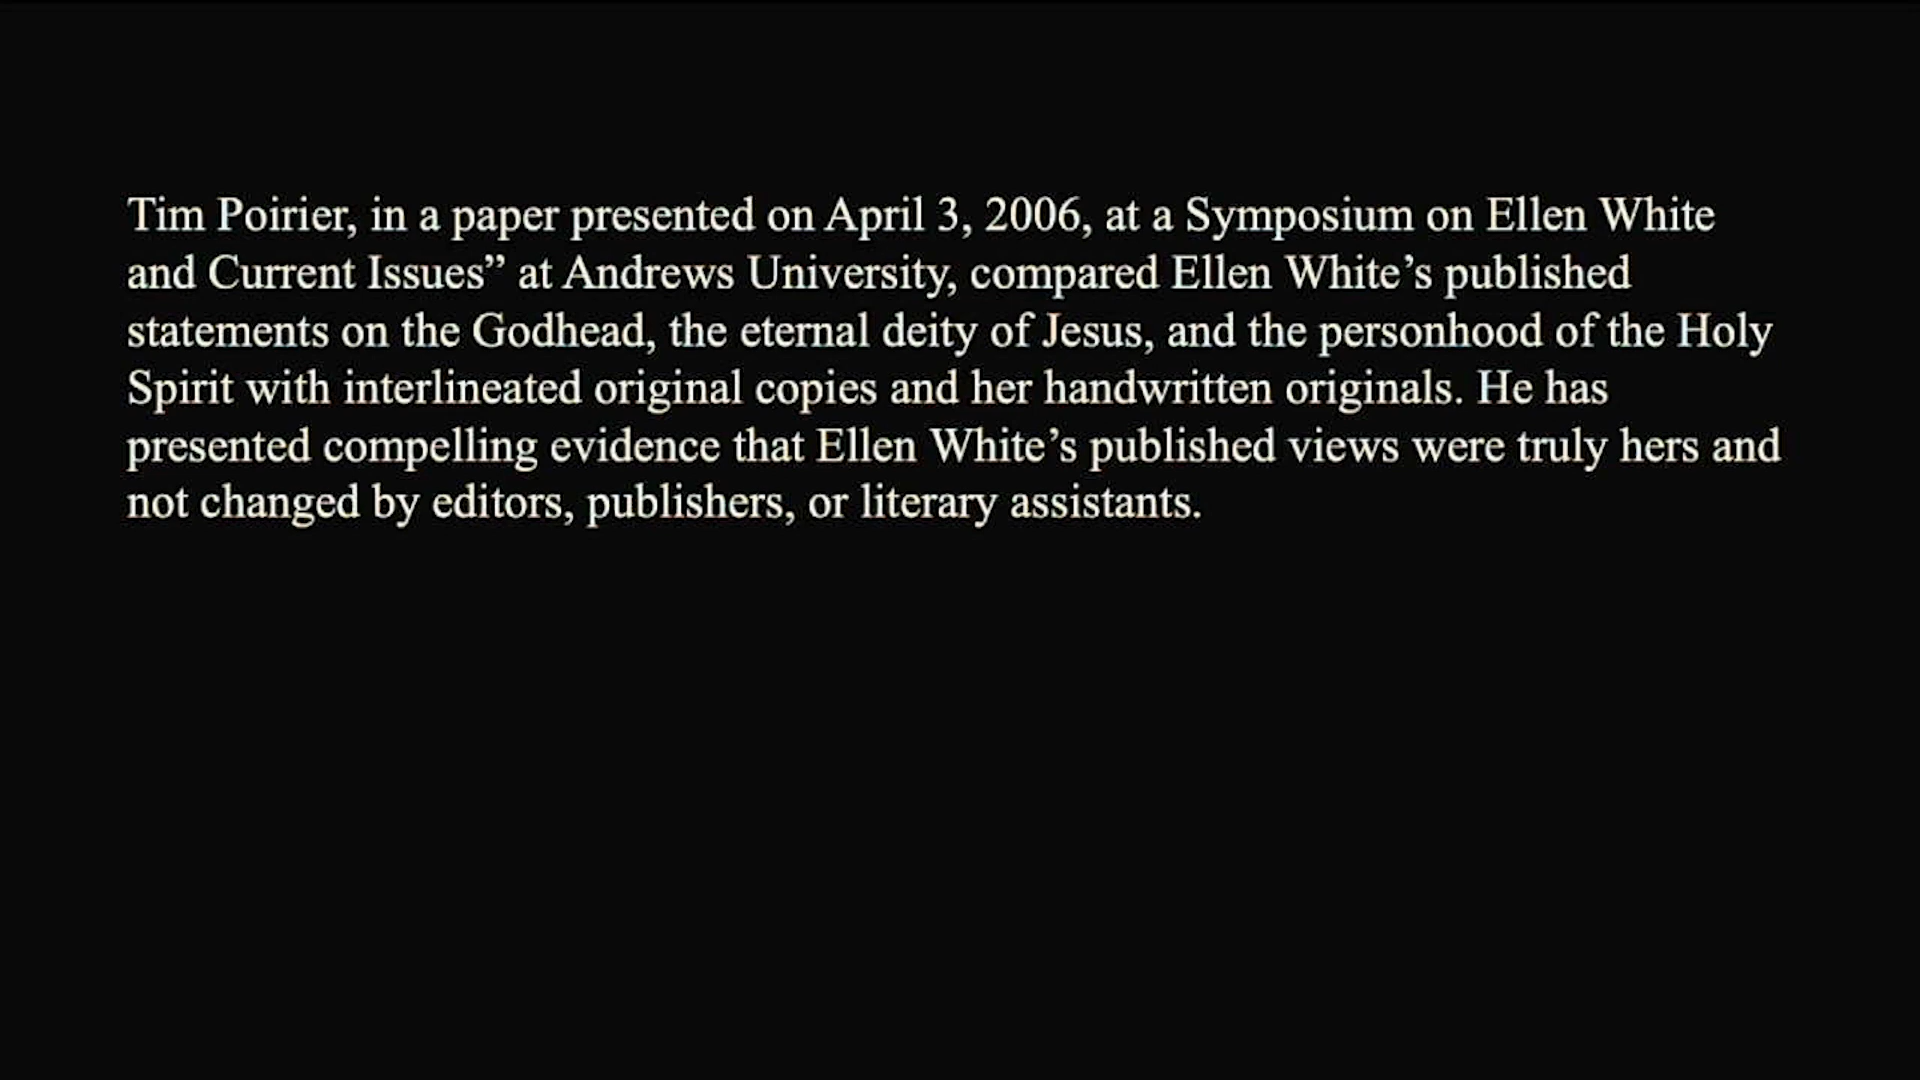 Tim Poirier, in a paper presented on April 3, 2006, at a Symposium on Ellen White
and Current Issues” at Andrews University, compared Ellen White’s published
statements on the Godhead, the eternal deity of Jesus, and the personhood of the Holy
Spirit with interlineated original copies and her handwritten originals. He has
presented compelling evidence that Ellen White’s published views were truly hers and
not changed by editors, publishers, or literary assistants.